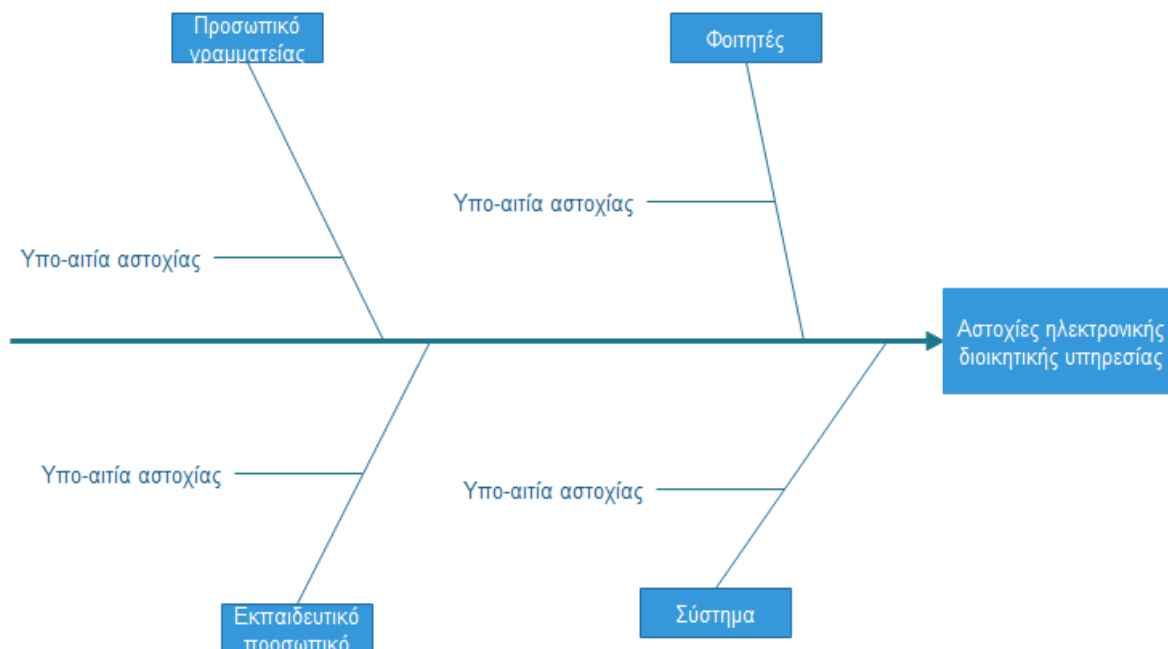 Προσωπικό
γραμματείας
Φοιτητές
Υπο-αιτία αστοχίας
Υπο-αιτία αστοχίας
Αστοχίες ηλεκτρονικής
διοικητικής υπηρεσίας
Υπο-αιτία αστοχίας
Υπο-αιτία αστοχίας
Εκπαιδευτικό
προσωπικό
Σύστημα